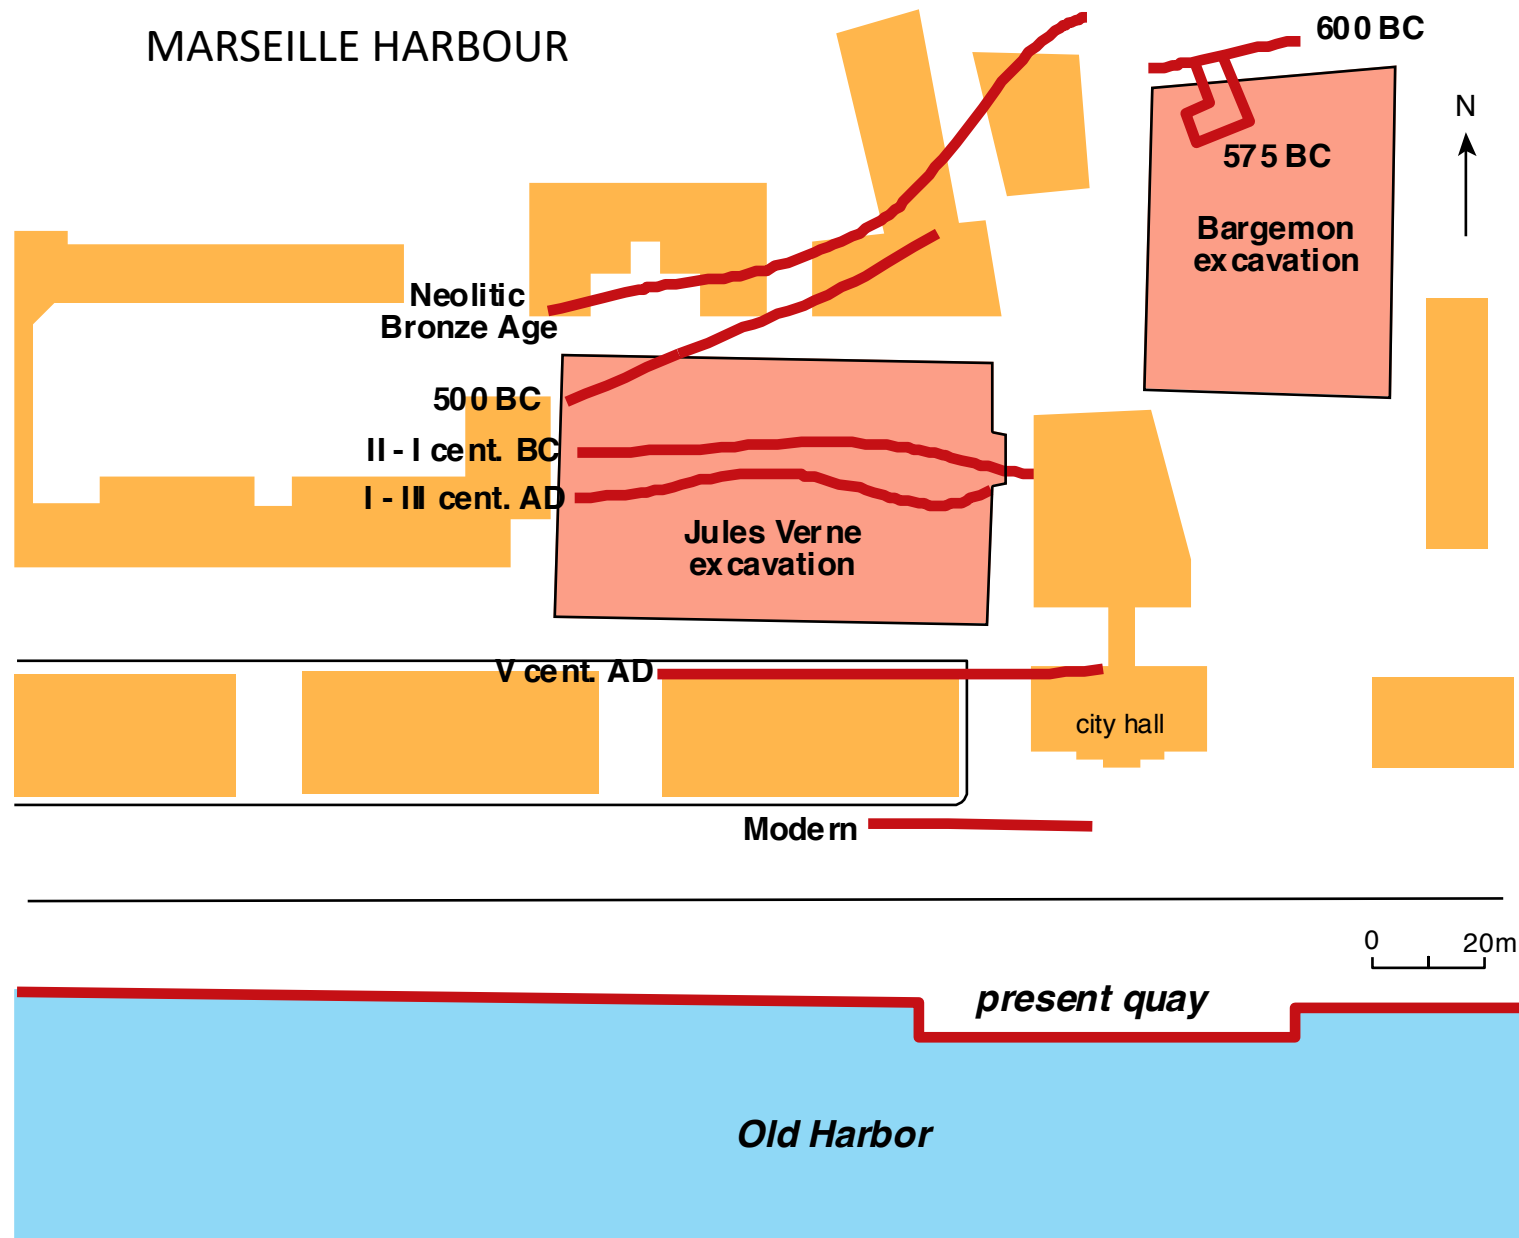 MARSEILLE HARBOUR
600 BC
N
575 BC
Bargemon
excavation
Neolitic
Bronze Age
500 BC
II - I cent. BC
I - III cent. AD
Jules Verne
excavation
V cent. AD
city hall
Modern
0 20m
present quay
Old Harbor